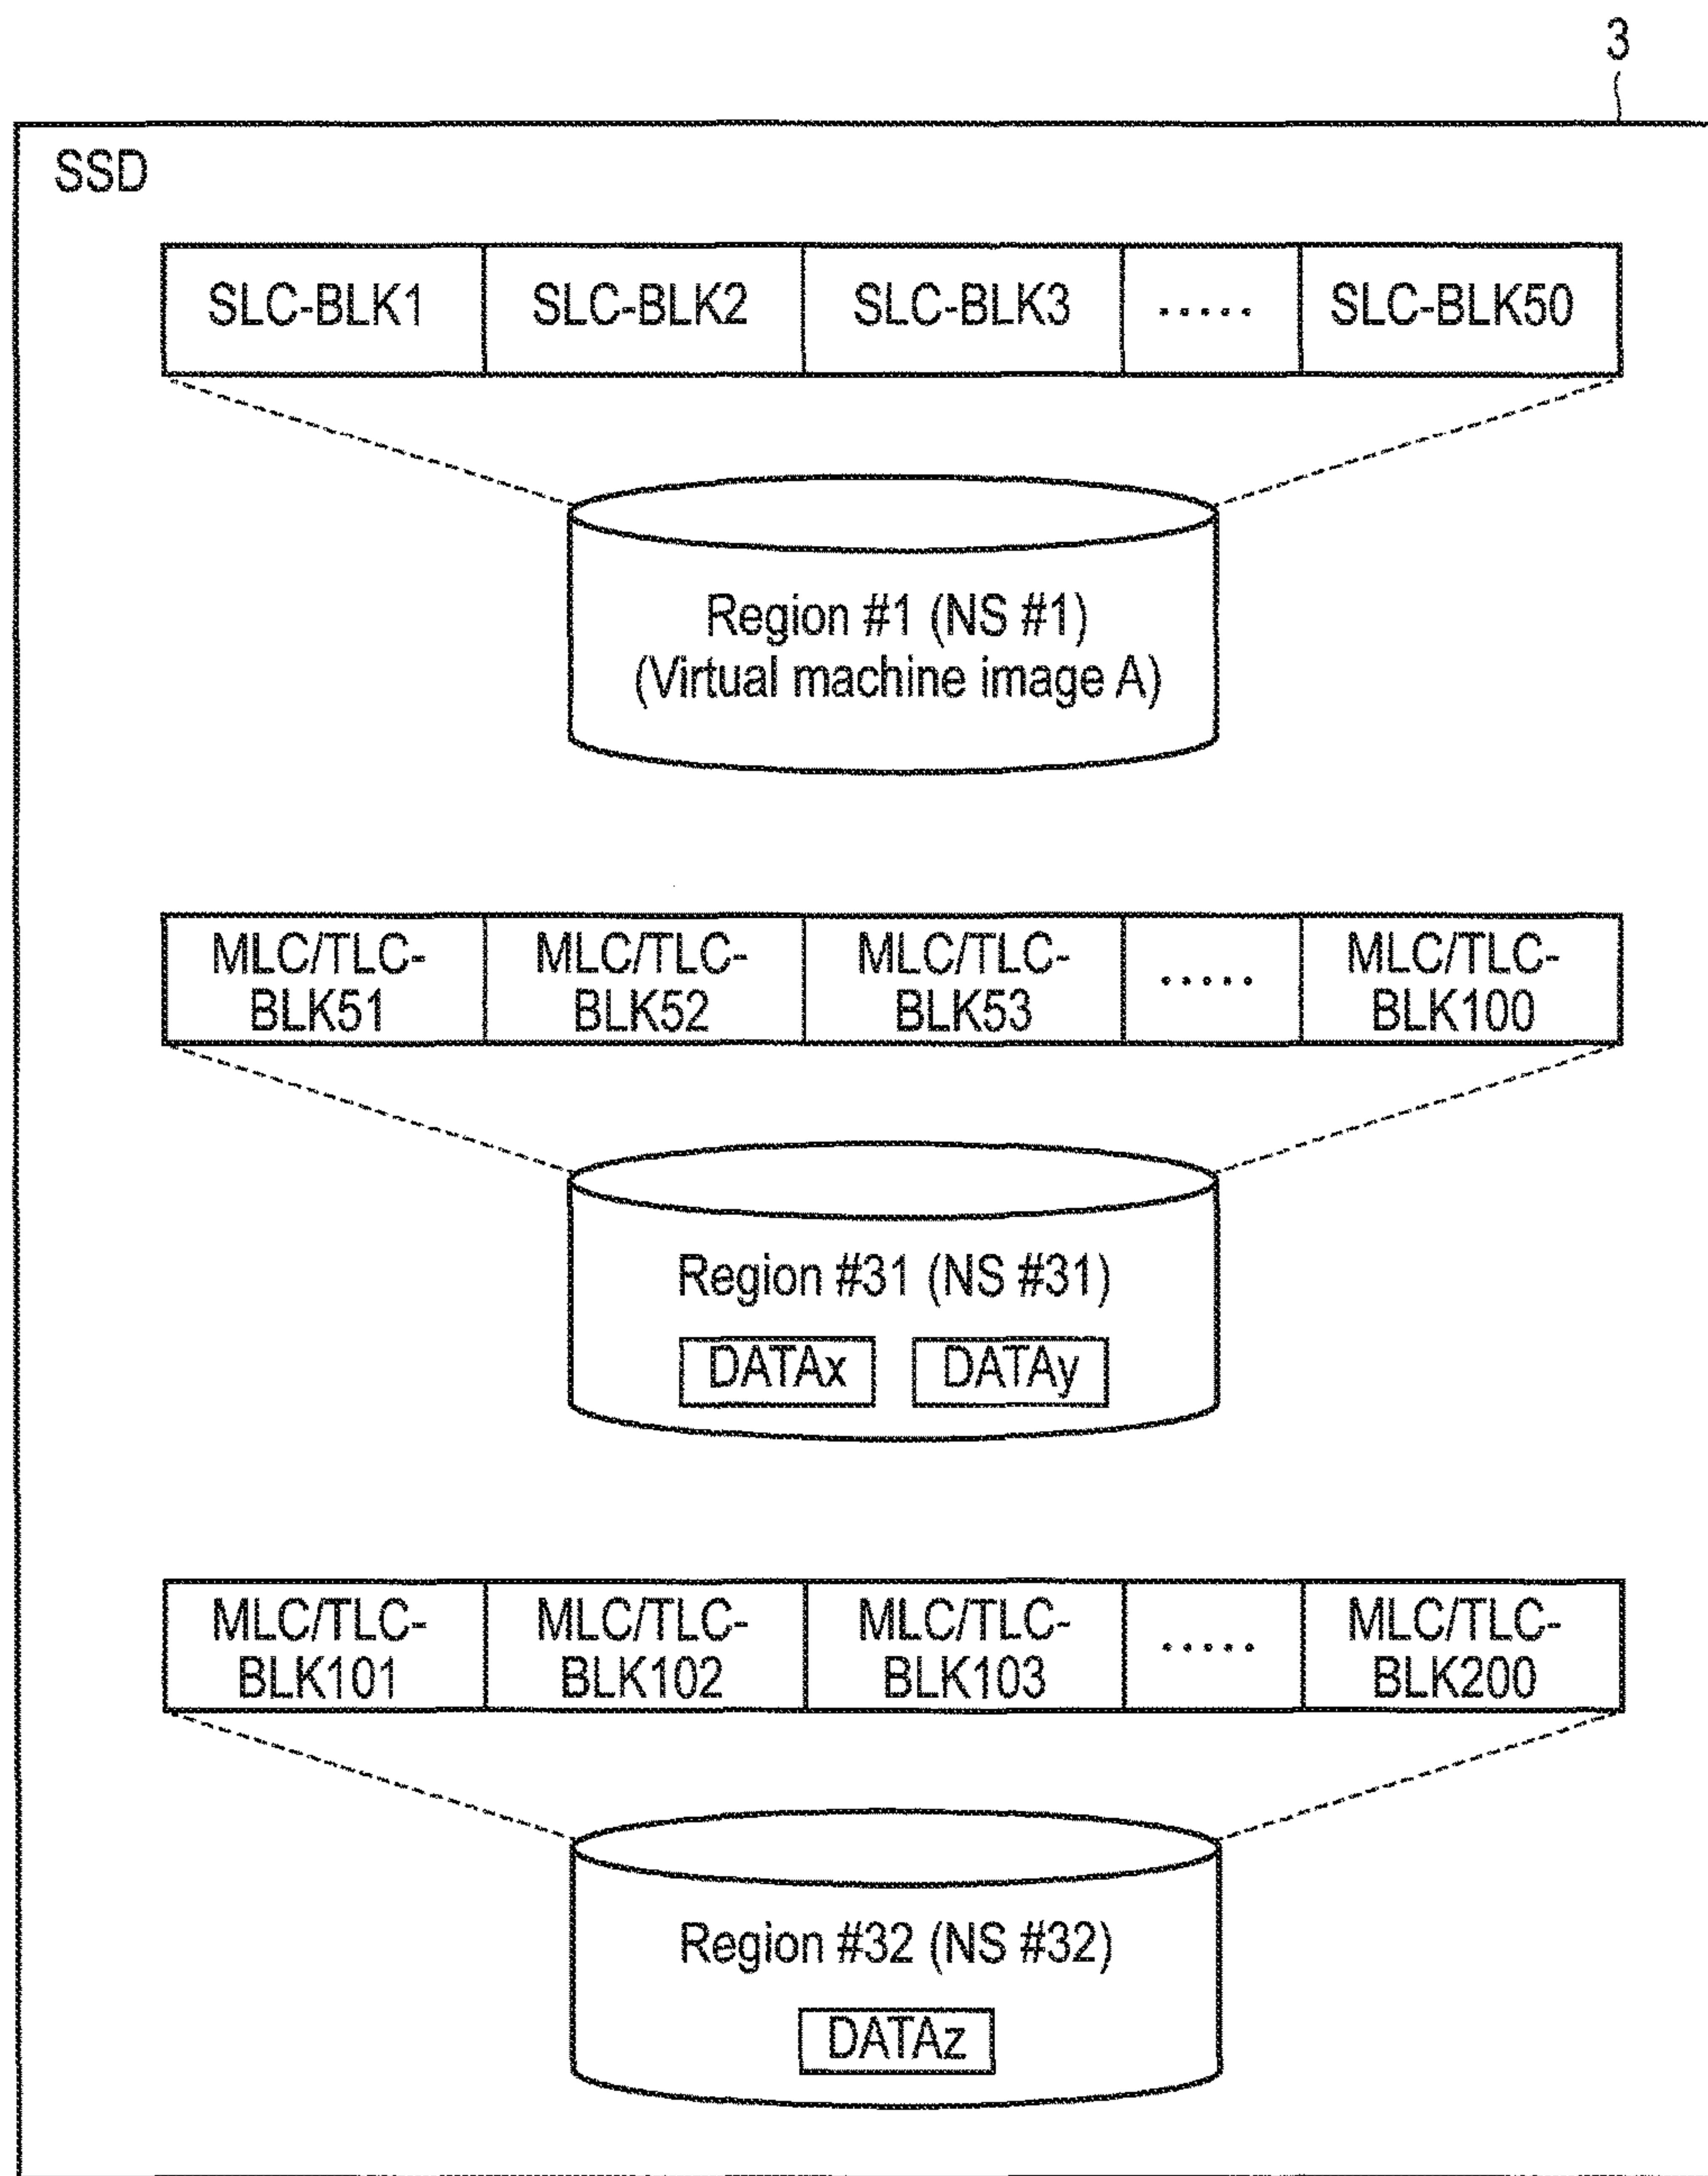 3
SSD
SLC-BLK1 SLC-BLK2 SLC-BLK3 ..... SLC-BLK50
Region #1 (NS #1)
(Virtual machine image A)
MLC/TLC- MLC/TLC- MLC/TLC- ..... MLC/TLC-
BLK51 BLK52 BLK53 BLK100
Region #31 (NS #31)
DATAx DATAy
MLC/TLC- MLC/TLC- MLC/TLC- ..... MLC/TLC-
BLK101 BLK102 BLK103 BLK200
Region #32 (NS #32)
DATAz